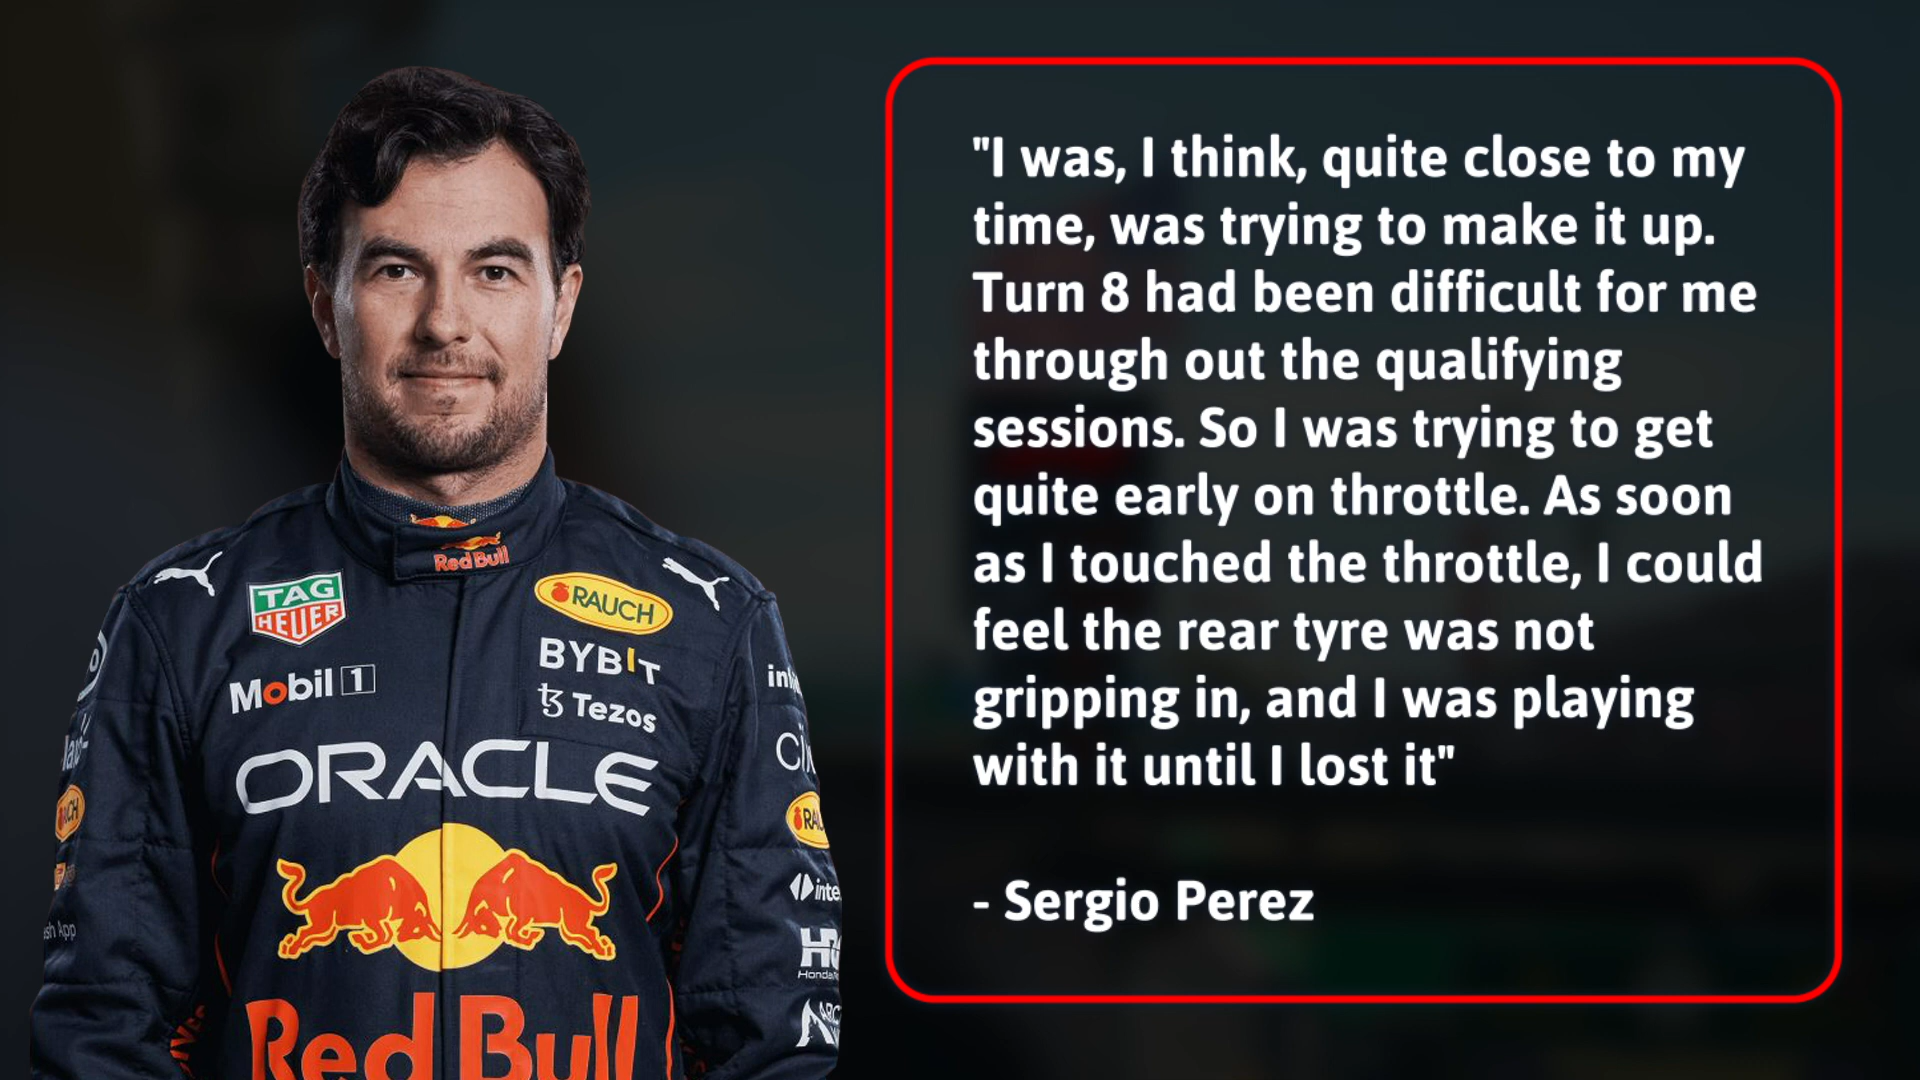 "I was, I think, quite close to my
time, was trying to make it up.
Turn 8 had been difficult for me
through out the qualifying
sessions. So I was trying to get
quite early on throttle. As soon
as I touched the throttle, I could
feel the rear tyre was not
gripping in, and I was playing
with it until I lost it"
- Sergio Perez
Red Bull
TAG
HEUER
RAUCH
Mobil 1
BYBIT
Tezos
ORACLE
Red Bull